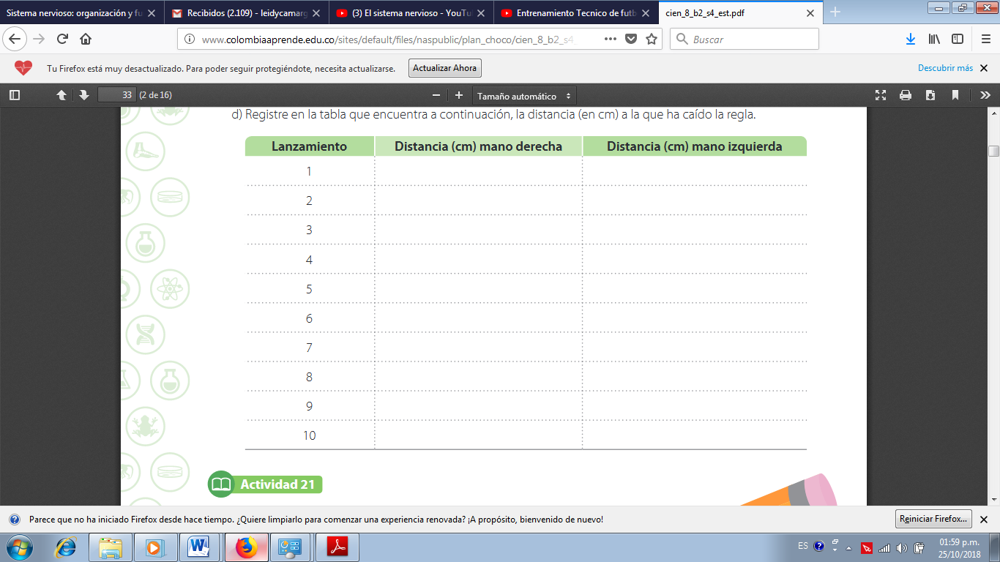 Sistema nervioso: organización y fu
Recibidos (2.109) - leidycamarg
(3) El sistema nervioso - YouTu
Entrenamiento Tecnico de futb
cien_8_b2_s4_est.pdf
www.colombiaaprende.edu.co/sites/default/files/naspublic/plan_choco/cien_8_b2_s4_
Buscar
Tu Firefox está muy desactualizado. Para poder seguir protegiéndote, necesita actualizarse.
Actualizar Ahora
Descubrir más
33 (2 de 16)
Tamaño automático
d) Registre en la tabla que encuentra a continuación, la distancia (en cm) a la que ha caído la regla.
Lanzamiento Distancia (cm) mano derecha Distancia (cm) mano izquierda
1
2
3
4
5
6
7
8
9
10
Actividad 21
Parece que no ha iniciado Firefox desde hace tiempo. ¿Quiere limpiarlo para comenzar una experiencia renovada? ¡A propósito, bienvenido de nuevo!
Reiniciar Firefox...
ES
01:59 p.m.
25/10/2018